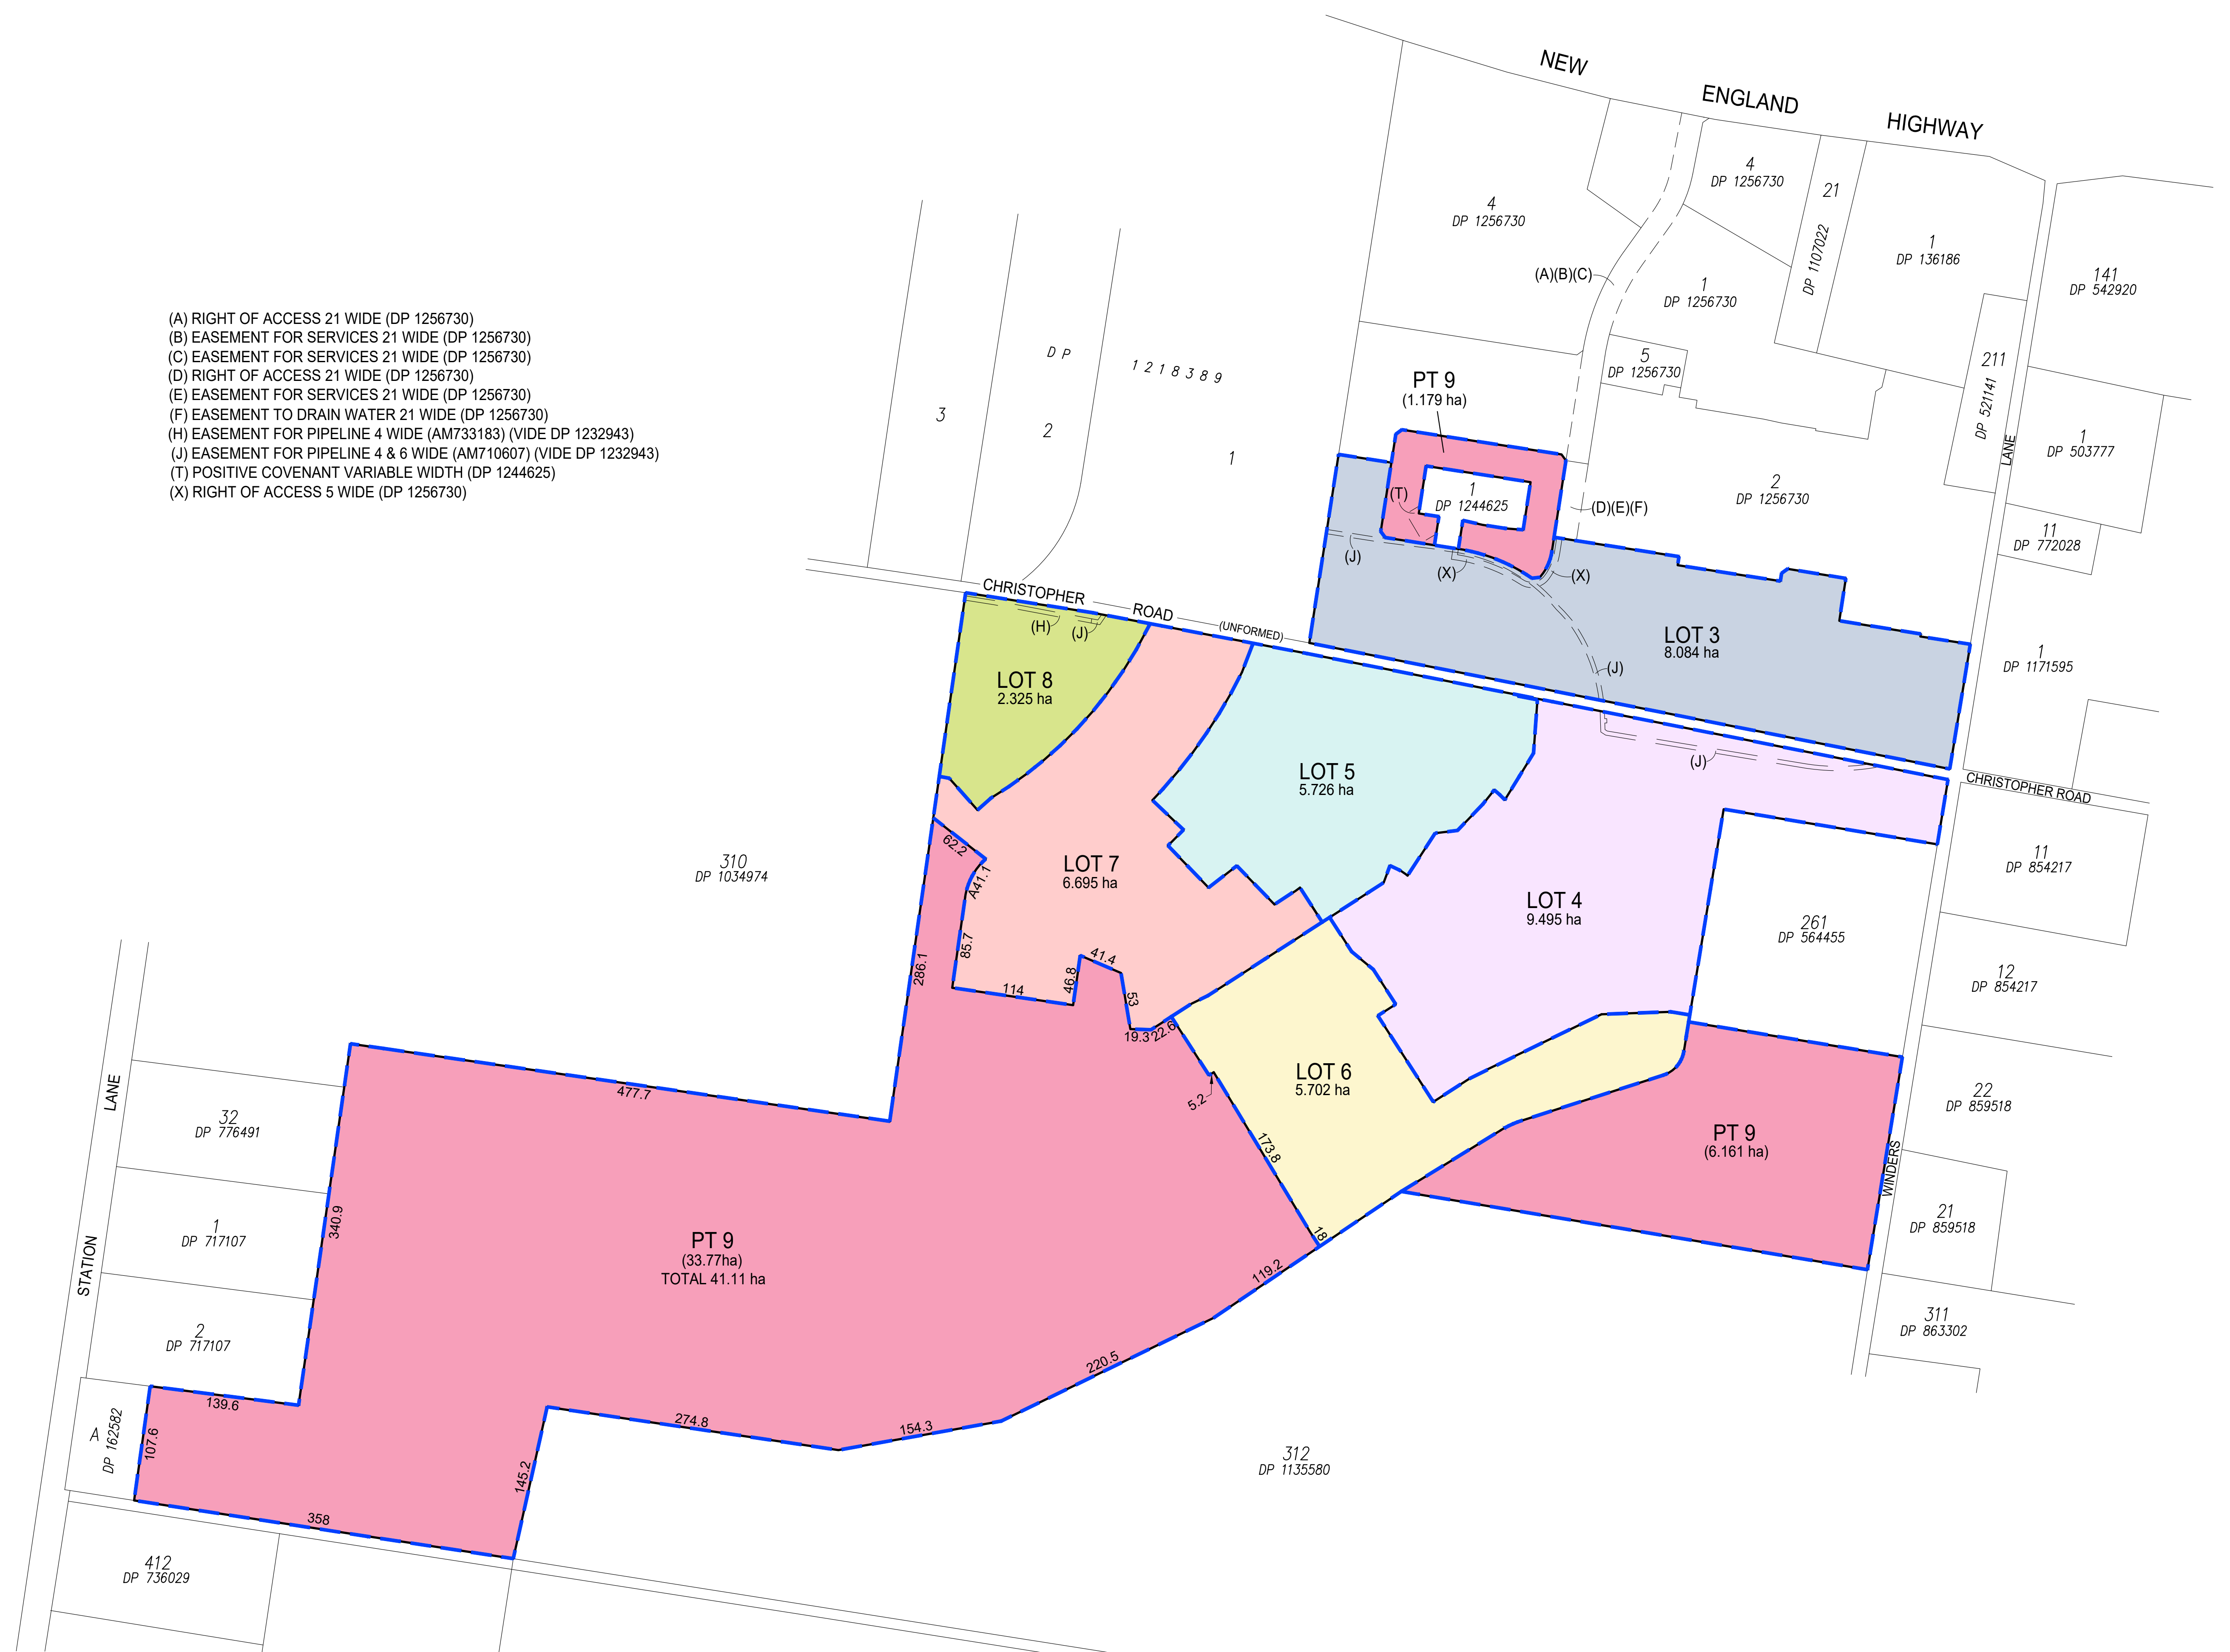 NEW ENGLAND HIGHWAY
4
DP 1256730
21
DP 1107022
4
DP 1256730
1
DP 136186
141
DP 542920
(A)(B)(C)
1
DP 1256730
(A) RIGHT OF ACCESS 21 WIDE (DP 1256730)
(B) EASEMENT FOR SERVICES 21 WIDE (DP 1256730)
(C) EASEMENT FOR SERVICES 21 WIDE (DP 1256730)
(D) RIGHT OF ACCESS 21 WIDE (DP 1256730)
(E) EASEMENT FOR SERVICES 21 WIDE (DP 1256730)
(F) EASEMENT TO DRAIN WATER 21 WIDE (DP 1256730)
(H) EASEMENT FOR PIPELINE 4 WIDE (AM733183) (VIDE DP 1232943)
(J) EASEMENT FOR PIPELINE 4 & 6 WIDE (AM710607) (VIDE DP 1232943)
(T) POSITIVE COVENANT VARIABLE WIDTH (DP 1244625)
(X) RIGHT OF ACCESS 5 WIDE (DP 1256730)
3
2
1
DP 1218389
5
DP 1256730
211
DP 521141
LANE
PT 9
(1.179 ha)
1
DP 503777
(T)
1
DP 1244625
2
DP 1256730
(D)(E)(F)
11
DP 772028
(J)
(X)
(X)
CHRISTOPHER ROAD (UNFORMED)
(H)
(J)
LOT 3
8.084 ha
1
DP 1171595
(J)
LOT 8
2.325 ha
LOT 5
5.726 ha
(J)
CHRISTOPHER ROAD
310
DP 1034974
62.2
A41.1
LOT 7
6.695 ha
LOT 4
9.495 ha
11
DP 854217
261
DP 564455
286.1
85.7
114
46.8
41.4
53
19.3
22.6
12
DP 854217
STATION LANE
32
DP 776491
477.7
5.2
LOT 6
5.702 ha
22
DP 859518
340.9
173.8
PT 9
(6.161 ha)
WINDERS
1
DP 717107
PT 9
(33.77ha)
TOTAL 41.11 ha
18
119.2
21
DP 859518
2
DP 717107
311
DP 863302
220.5
139.6
A
DP 162582
107.6
274.8
154.3
145.2
312
DP 1135580
358
412
DP 736029